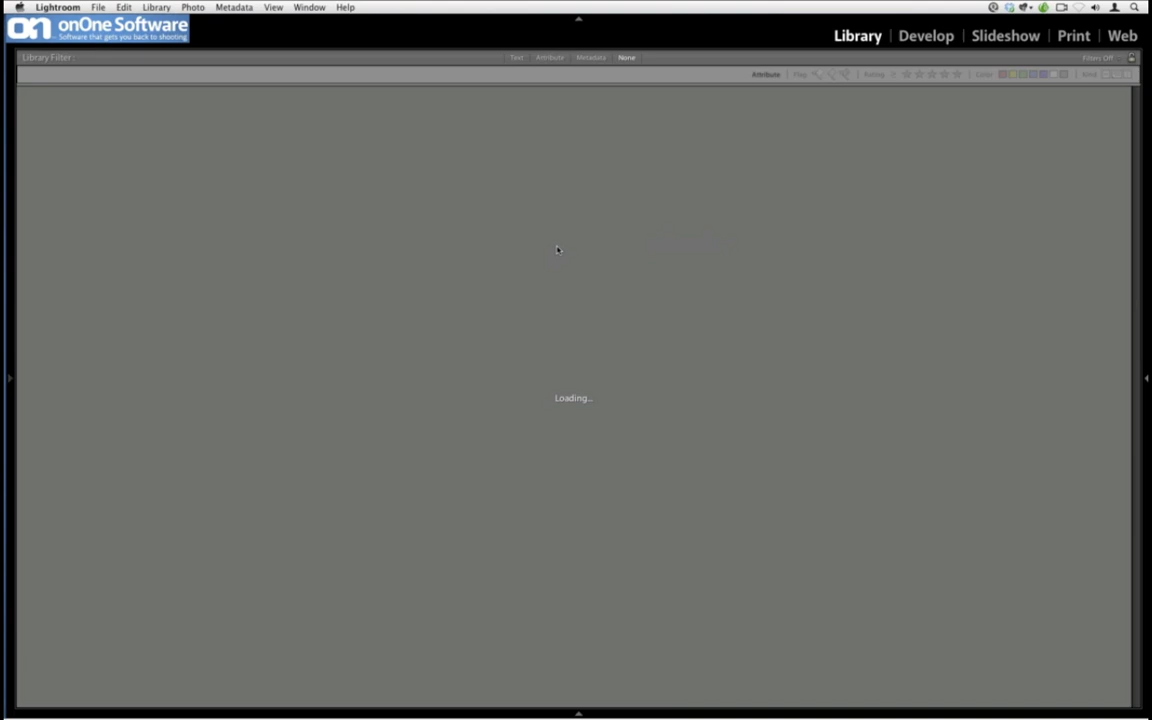 Lightroom File Edit Library Photo Metadata View Window Help
on onOne Software
Software that gets you back to shooting
Library | Develop | Slideshow | Print | Web
Library Filter: Text Attribute Metadata None Filters Off
Attribute Flag Rating ≥ Color Kind
Loading...